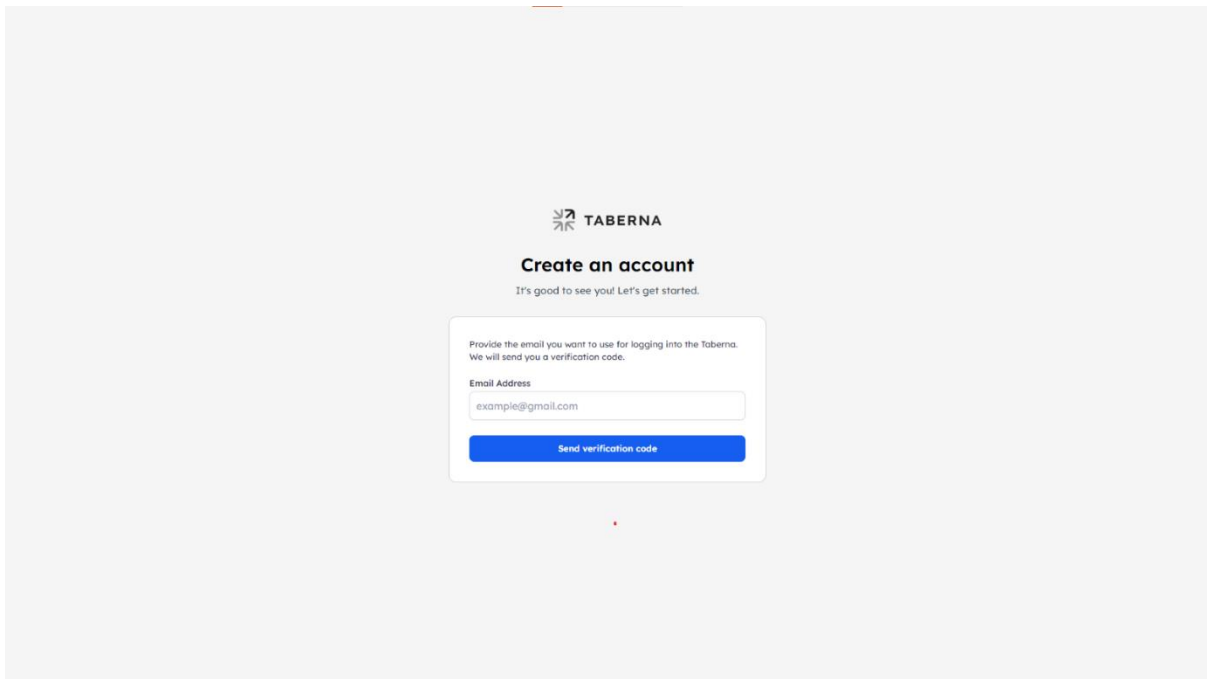 TABERNA
Create an account
It's good to see you! Let's get started.
Provide the email you want to use for logging into the Taberna.
We will send you a verification code.
Email Address
example@gmail.com
Send verification code